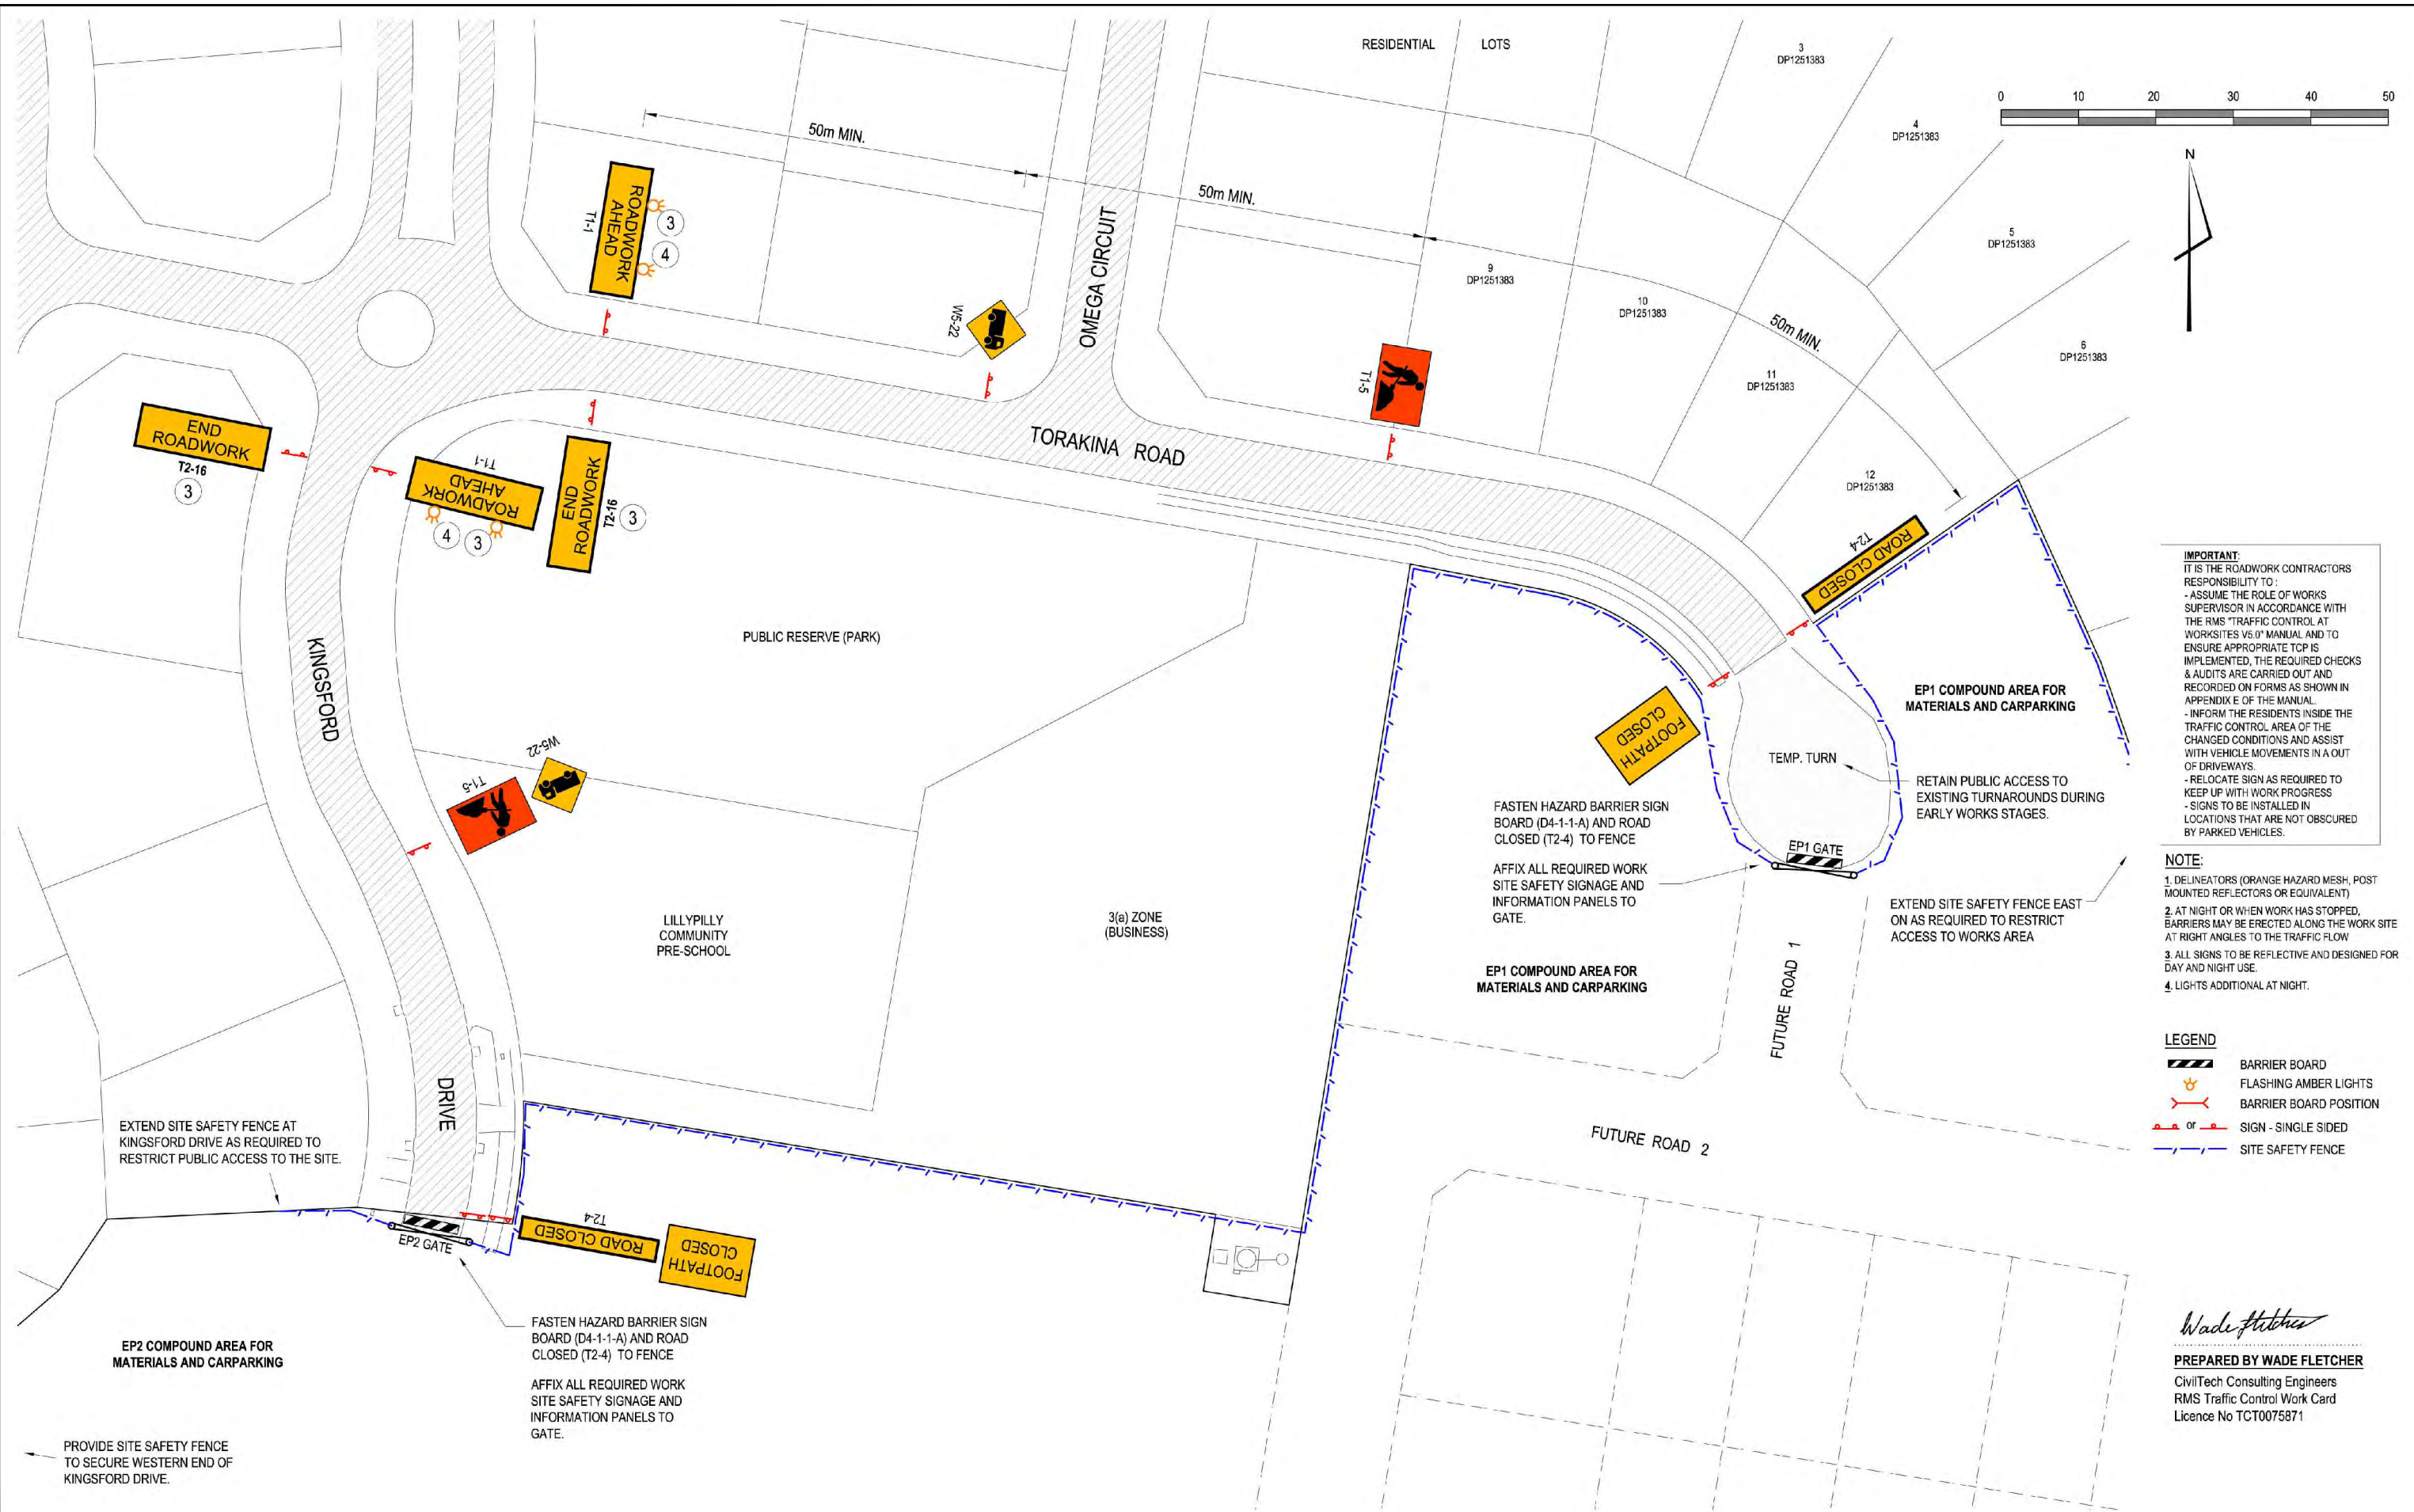 RESIDENTIAL LOTS
3
DP1251383
4
DP1251383
5
DP1251383
6
DP1251383
9
DP1251383
10
DP1251383
11
DP1251383
12
DP1251383
0 10 20 30 40 50
N
50m MIN.
50m MIN.
50m MIN.
ROADWORK
AHEAD
T1-1
3
4
W5-22
OMEGA CIRCUIT
T1-5
TORAKINA ROAD
END
ROADWORK
T2-16
3
T1-1
ROADWORK
AHEAD
4
3
END
ROADWORK
T2-16
3
KINGSFORD
DRIVE
PUBLIC RESERVE (PARK)
W5-22
T1-5
LILLYPILLY
COMMUNITY
PRE-SCHOOL
3(a) ZONE
(BUSINESS)
T2-4
ROAD CLOSED
FOOTPATH
CLOSED
EP1 COMPOUND AREA FOR
MATERIALS AND CARPARKING
TEMP. TURN
RETAIN PUBLIC ACCESS TO
EXISTING TURNAROUNDS DURING
EARLY WORKS STAGES.
FASTEN HAZARD BARRIER SIGN
BOARD (D4-1-1-A) AND ROAD
CLOSED (T2-4) TO FENCE
AFFIX ALL REQUIRED WORK
SITE SAFETY SIGNAGE AND
INFORMATION PANELS TO
GATE.
EP1 GATE
EXTEND SITE SAFETY FENCE EAST
ON AS REQUIRED TO RESTRICT
ACCESS TO WORKS AREA
EP1 COMPOUND AREA FOR
MATERIALS AND CARPARKING
FUTURE ROAD 1
FUTURE ROAD 2
EXTEND SITE SAFETY FENCE AT
KINGSFORD DRIVE AS REQUIRED TO
RESTRICT PUBLIC ACCESS TO THE SITE.
EP2 GATE
T2-4
ROAD CLOSED
FOOTPATH
CLOSED
FASTEN HAZARD BARRIER SIGN
BOARD (D4-1-1-A) AND ROAD
CLOSED (T2-4) TO FENCE
AFFIX ALL REQUIRED WORK
SITE SAFETY SIGNAGE AND
INFORMATION PANELS TO
GATE.
EP2 COMPOUND AREA FOR
MATERIALS AND CARPARKING
PROVIDE SITE SAFETY FENCE
TO SECURE WESTERN END OF
KINGSFORD DRIVE.
IMPORTANT:
IT IS THE ROADWORK CONTRACTORS
RESPONSIBILITY TO :
- ASSUME THE ROLE OF WORKS
SUPERVISOR IN ACCORDANCE WITH
THE RMS "TRAFFIC CONTROL AT
WORKSITES V5.0" MANUAL AND TO
ENSURE APPROPRIATE TCP IS
IMPLEMENTED, THE REQUIRED CHECKS
& AUDITS ARE CARRIED OUT AND
RECORDED ON FORMS AS SHOWN IN
APPENDIX E OF THE MANUAL.
- INFORM THE RESIDENTS INSIDE THE
TRAFFIC CONTROL AREA OF THE
CHANGED CONDITIONS AND ASSIST
WITH VEHICLE MOVEMENTS IN A OUT
OF DRIVEWAYS.
- RELOCATE SIGN AS REQUIRED TO
KEEP UP WITH WORK PROGRESS
- SIGNS TO BE INSTALLED IN
LOCATIONS THAT ARE NOT OBSCURED
BY PARKED VEHICLES.
NOTE:
1. DELINEATORS (ORANGE HAZARD MESH, POST
MOUNTED REFLECTORS OR EQUIVALENT)
2. AT NIGHT OR WHEN WORK HAS STOPPED,
BARRIERS MAY BE ERECTED ALONG THE WORK SITE
AT RIGHT ANGLES TO THE TRAFFIC FLOW
3. ALL SIGNS TO BE REFLECTIVE AND DESIGNED FOR
DAY AND NIGHT USE.
4. LIGHTS ADDITIONAL AT NIGHT.
LEGEND
BARRIER BOARD
FLASHING AMBER LIGHTS
BARRIER BOARD POSITION
or SIGN - SINGLE SIDED
SITE SAFETY FENCE
Wade Fletcher
PREPARED BY WADE FLETCHER
CivilTech Consulting Engineers
RMS Traffic Control Work Card
Licence No TCT0075871